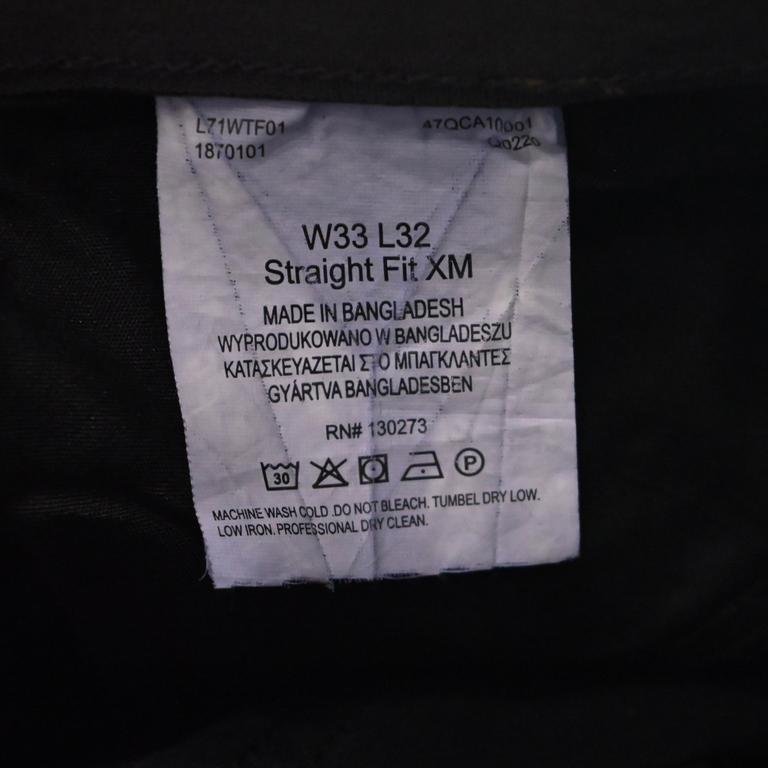 L71WTF01
1870101
47QCA10001
Q0220
W33 L32
Straight Fit XM
MADE IN BANGLADESH
WYPRODUKOWANO W BANGLADESZU
ΚΑΤΑΣΚΕΥΑΖΕΤΑΙ ΣΤΟ ΜΠΑΓΚΛΑΝΤΕΣ
GYÁRTVA BANGLADESBEN
RN# 130273
30 P
MACHINE WASH COLD .DO NOT BLEACH. TUMBEL DRY LOW.
LOW IRON. PROFESSIONAL DRY CLEAN.